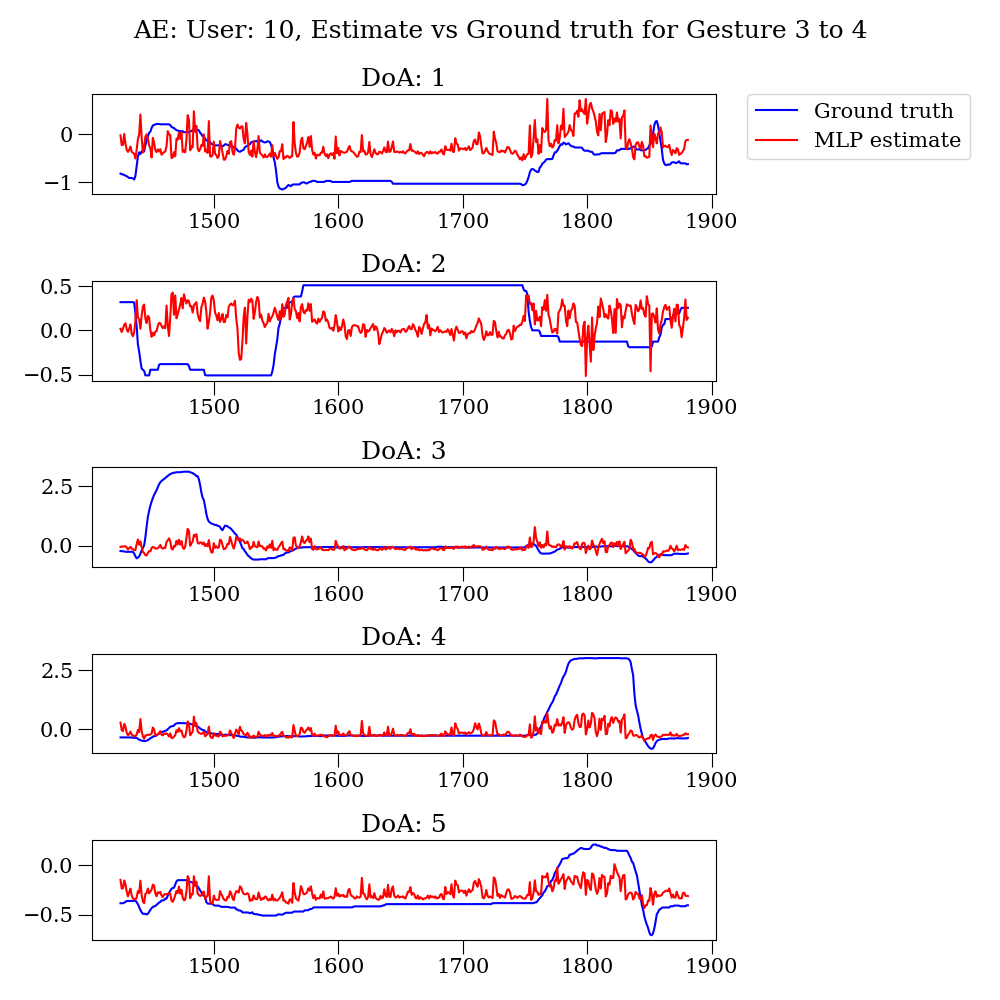 AE: User: 10, Estimate vs Ground truth for Gesture 3 to 4
DoA: 1
Ground truth
MLP estimate
0
−1
1500 1600 1700 1800 1900
DoA: 2
0.5
0.0
−0.5
1500 1600 1700 1800 1900
DoA: 3
2.5
0.0
1500 1600 1700 1800 1900
DoA: 4
2.5
0.0
1500 1600 1700 1800 1900
DoA: 5
0.0
−0.5
1500 1600 1700 1800 1900